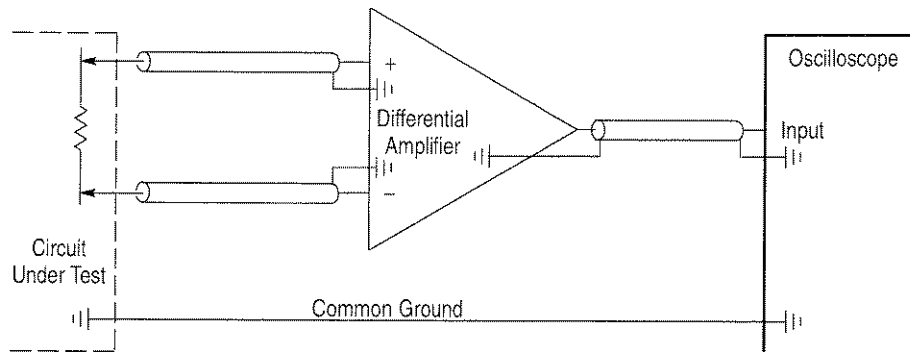 Oscilloscope
+
Differential
Amplifier
Input
−
Circuit
Under Test
Common Ground